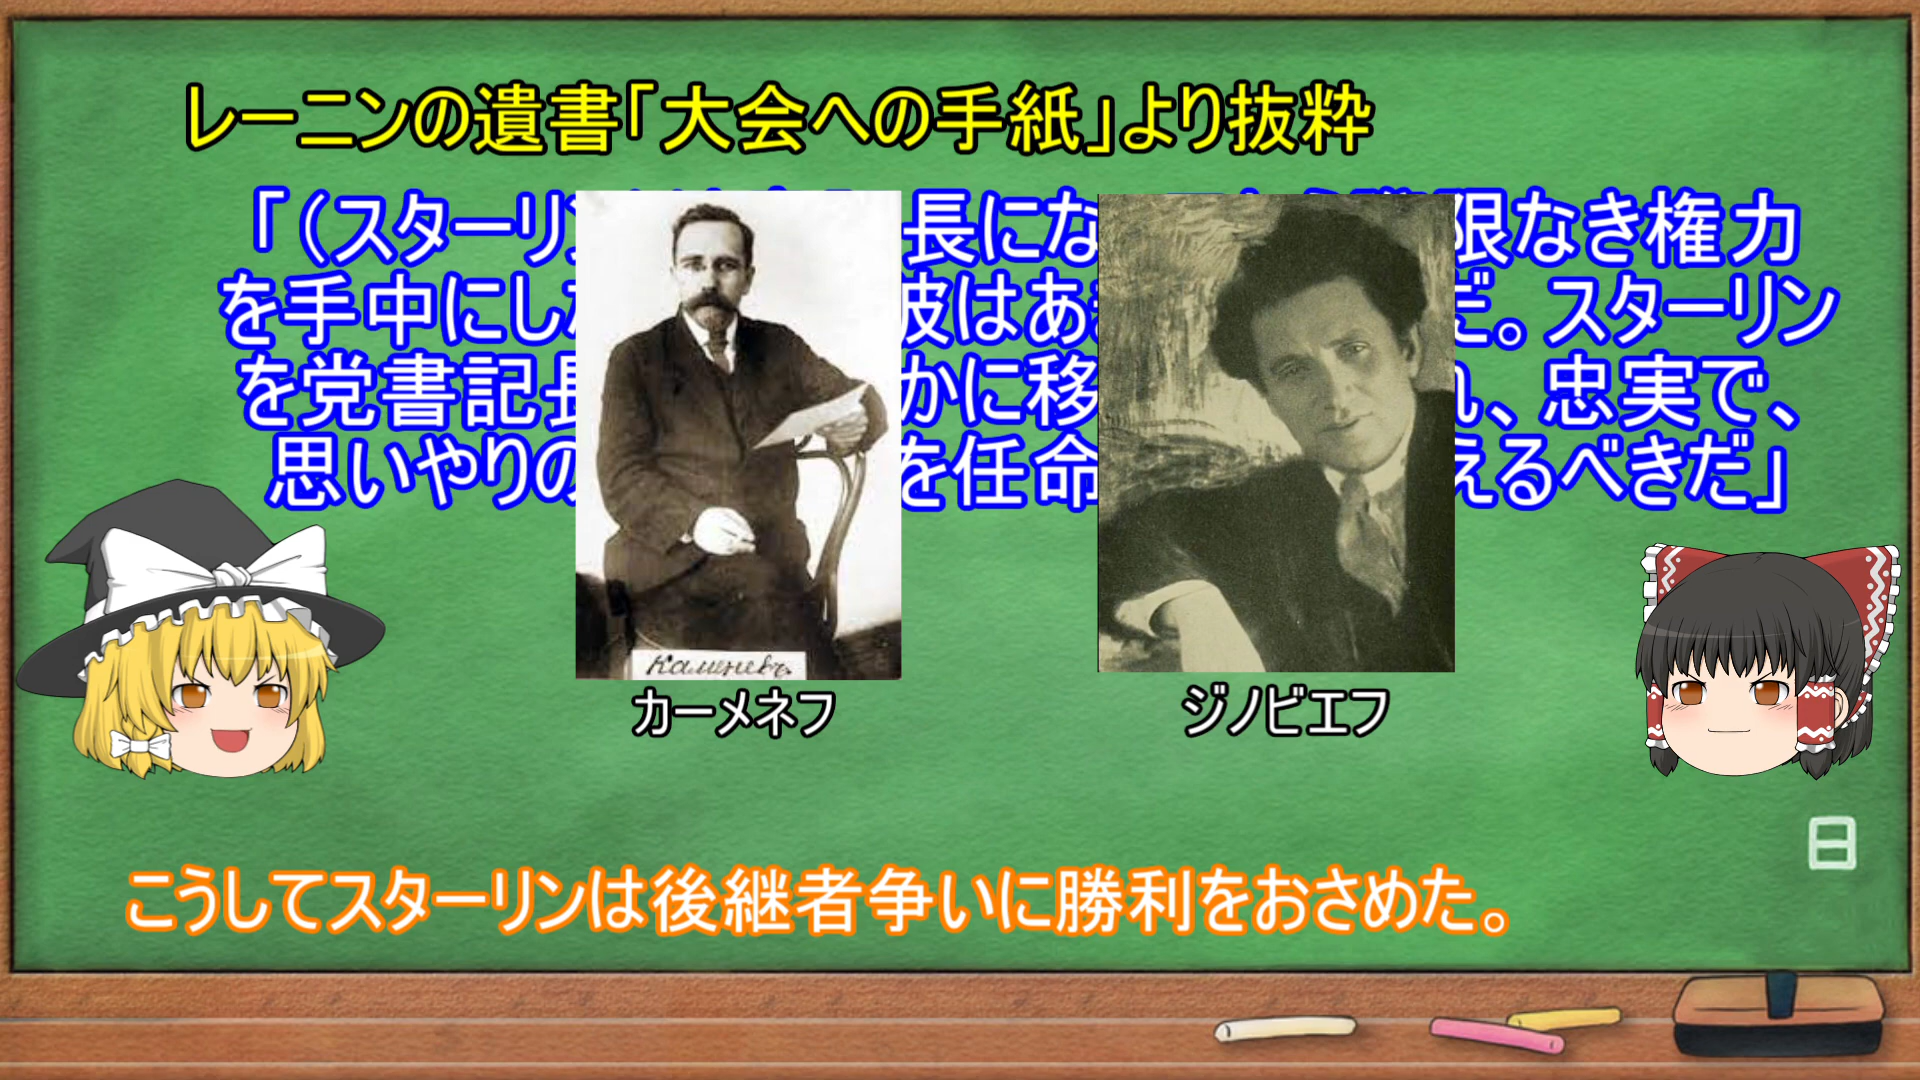 レーニンの遺書「大会への手紙」より抜粋
「（スターリン 長にな 限なき権力
を手中にし 彼はあ だ。スターリン
を党書記長 かに移 、忠実で、
思いやりの を任命 えるべきだ」
Каменевъ
カーメネフ
ジノビエフ
日
こうしてスターリンは後継者争いに勝利をおさめた。